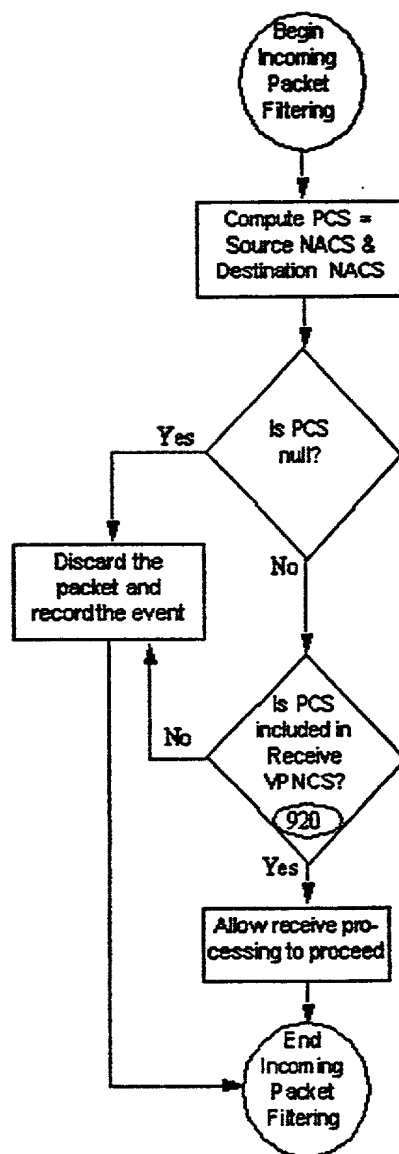 Begin
Incoming
Packet
Filtering
Compute PCS =
Source NACS &
Destination NACS
Is PCS
null?
Yes
No
Discard the
packet and
record the event
Is PCS
included in
Receive
VPNCS?
920
No
Yes
Allow receive pro-
cessing to proceed
End
Incoming
Packet
Filtering